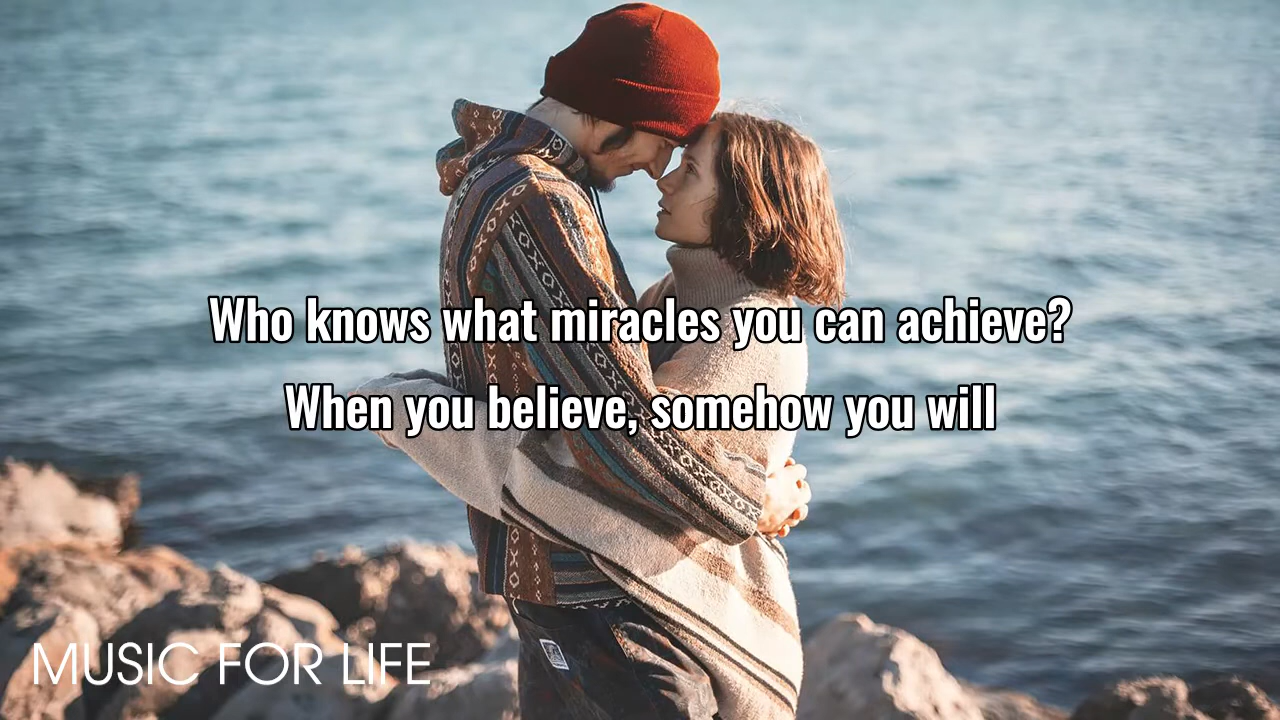 Who knows what miracles you can achieve?
When you believe, somehow you will
MUSIC FOR LIFE